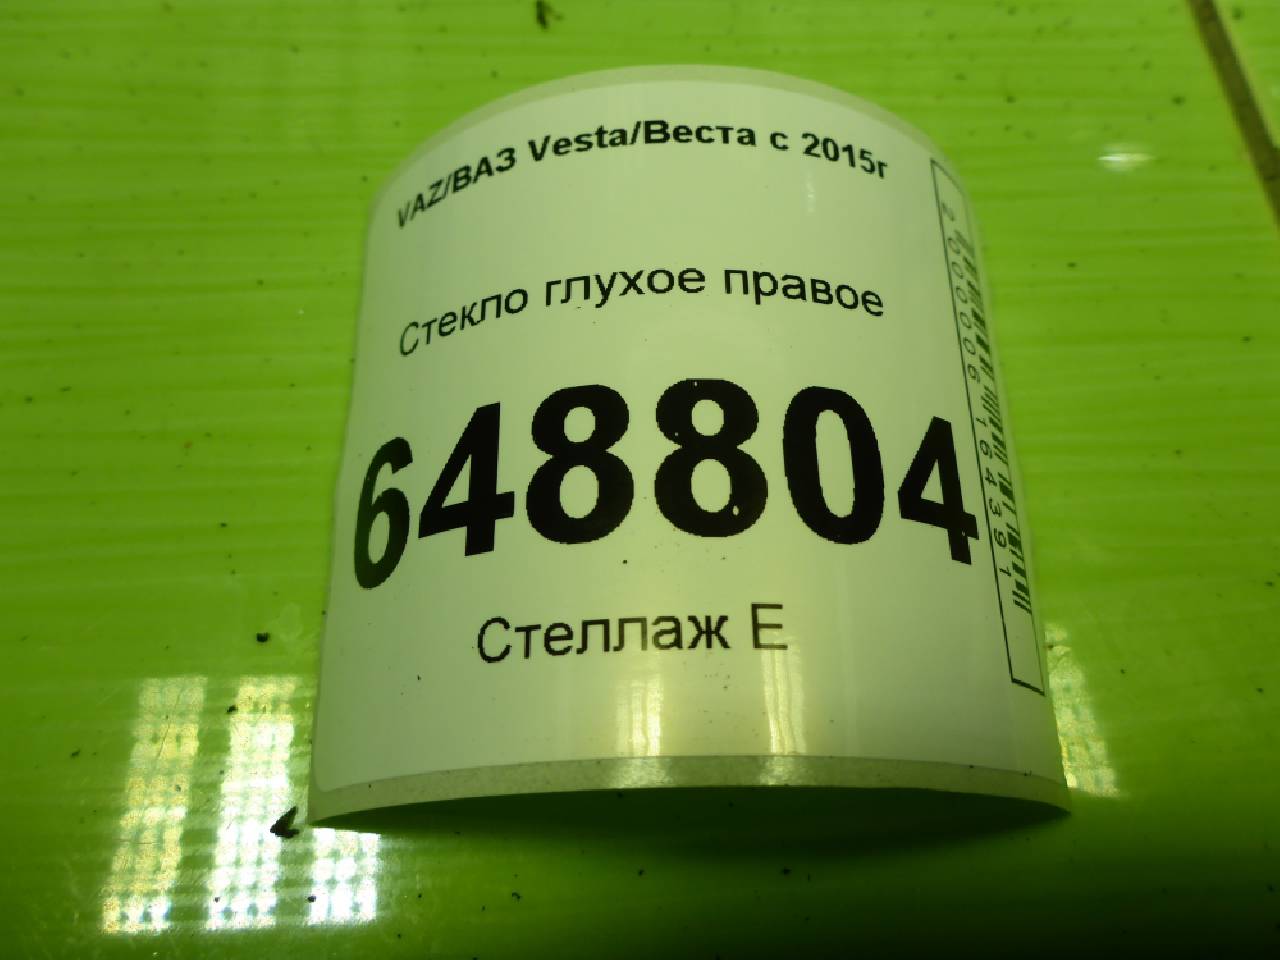 VAZ/ВАЗ Vesta/Веста с 2015г
Стекло глухое правое
648804
Стеллаж Е
2000006164391